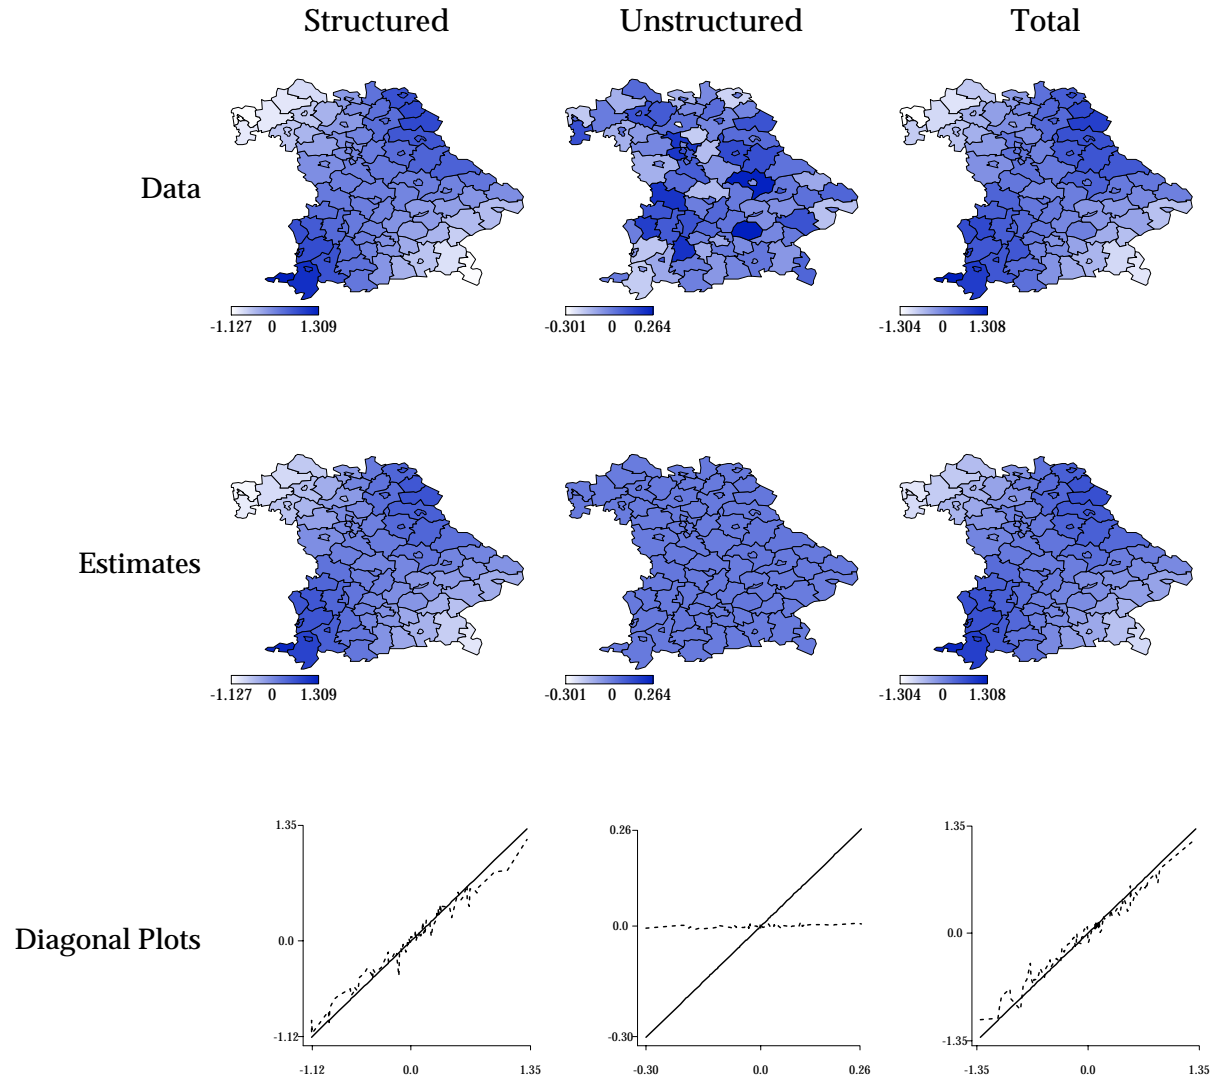 Structured Unstructured Total
Data
-1.127 0 1.309 -0.301 0 0.264 -1.304 0 1.308
Estimates
-1.127 0 1.309 -0.301 0 0.264 -1.304 0 1.308
Diagonal Plots
1.35
0.0
-1.12
-1.12 0.0 1.35
0.26
0.0
-0.30
-0.30 0.0 0.26
1.35
0.0
-1.35
-1.35 0.0 1.35